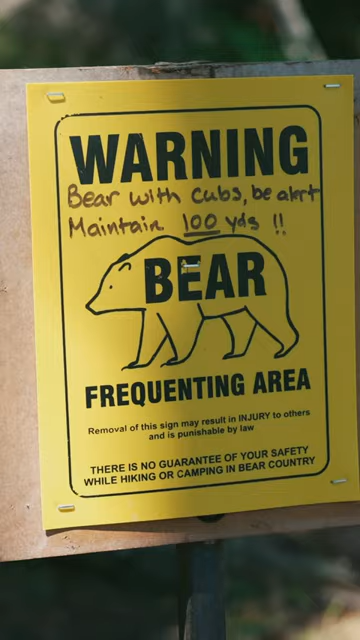 WARNING
Bear with cubs, be alert
Maintain 100 yds !!
BEAR
FREQUENTING AREA
Removal of this sign may result in INJURY to others
and is punishable by law
THERE IS NO GUARANTEE OF YOUR SAFETY
WHILE HIKING OR CAMPING IN BEAR COUNTRY